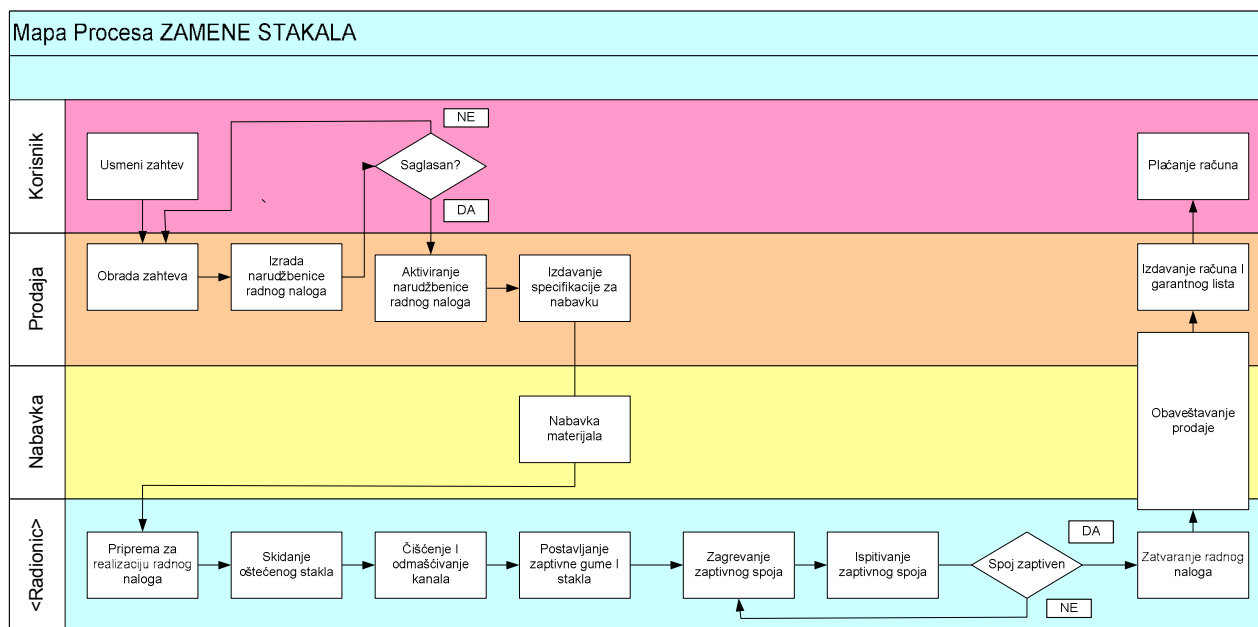 Mapa Procesa ZAMENE STAKALA
Korisnik
Usmeni zahtev
NE
Saglasan?
DA
Plaćanje računa
Prodaja
Obrada zahteva
Izrada
narudžbenice
radnog naloga
Aktiviranje
narudžbenice
radnog naloga
Izdavanje
specifikacije za
nabavku
Izdavanje računa I
garantnog lista
Nabavka
Nabavka
materijala
Obaveštavanje
prodaje
<Radionic>
Priprema za
realizaciju radnog
naloga
Skidanje
oštećenog stakla
Čišćenje I
odmašćivanje
kanala
Postavljanje
zaptivne gume I
stakla
Zagrevanje
zaptivnog spoja
Ispitivanje
zaptivnog spoja
Spoj zaptiven
DA
NE
Zatvaranje radnog
naloga